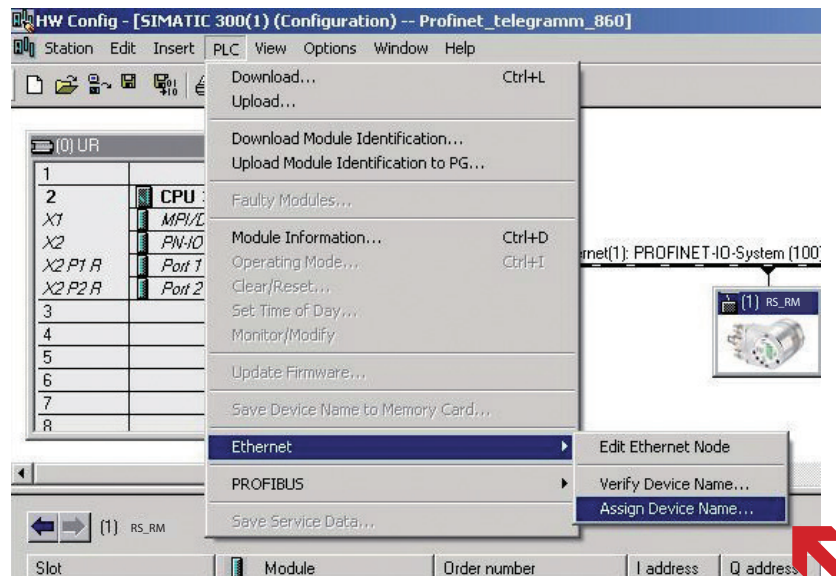 HW Config - [SIMATIC 300(1) (Configuration) -- Profinet_telegramm_860]
Station Edit Insert PLC View Options Window Help
Download... Ctrl+L
Upload...
Download Module Identification...
Upload Module Identification to PG...
Faulty Modules...
Module Information... Ctrl+D
Operating Mode... Ctrl+I
Clear/Reset...
Set Time of Day...
Monitor/Modify
Update Firmware...
Save Device Name to Memory Card...
Ethernet
PROFIBUS
Save Service Data...
Edit Ethernet Node
Verify Device Name...
Assign Device Name...
(0) UR
1
2 CPU
X1 MPI/D
X2 PN-IO
X2 P1 R Port 1
X2 P2 R Port 2
3
4
5
6
7
8
rnet(1): PROFINET-IO-System (100)
(1) RS_RM
(1) RS_RM
Slot Module Order number I address Q address